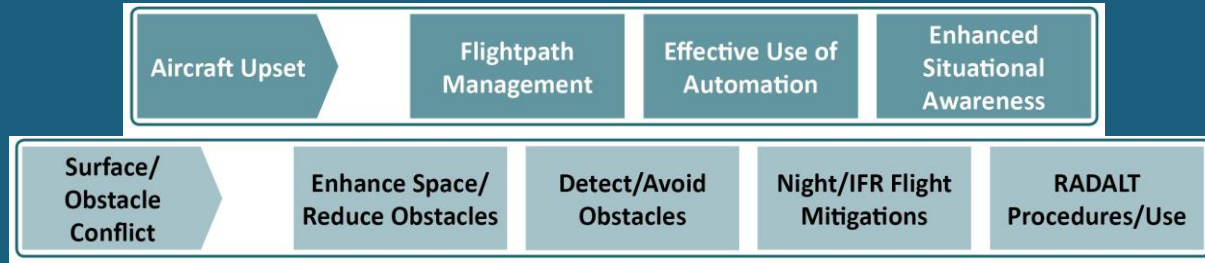 Aircraft Upset
Flightpath
Management
Effective Use of
Automation
Enhanced
Situational
Awareness
Surface/
Obstacle
Conflict
Enhance Space/
Reduce Obstacles
Detect/Avoid
Obstacles
Night/IFR Flight
Mitigations
RADALT
Procedures/Use